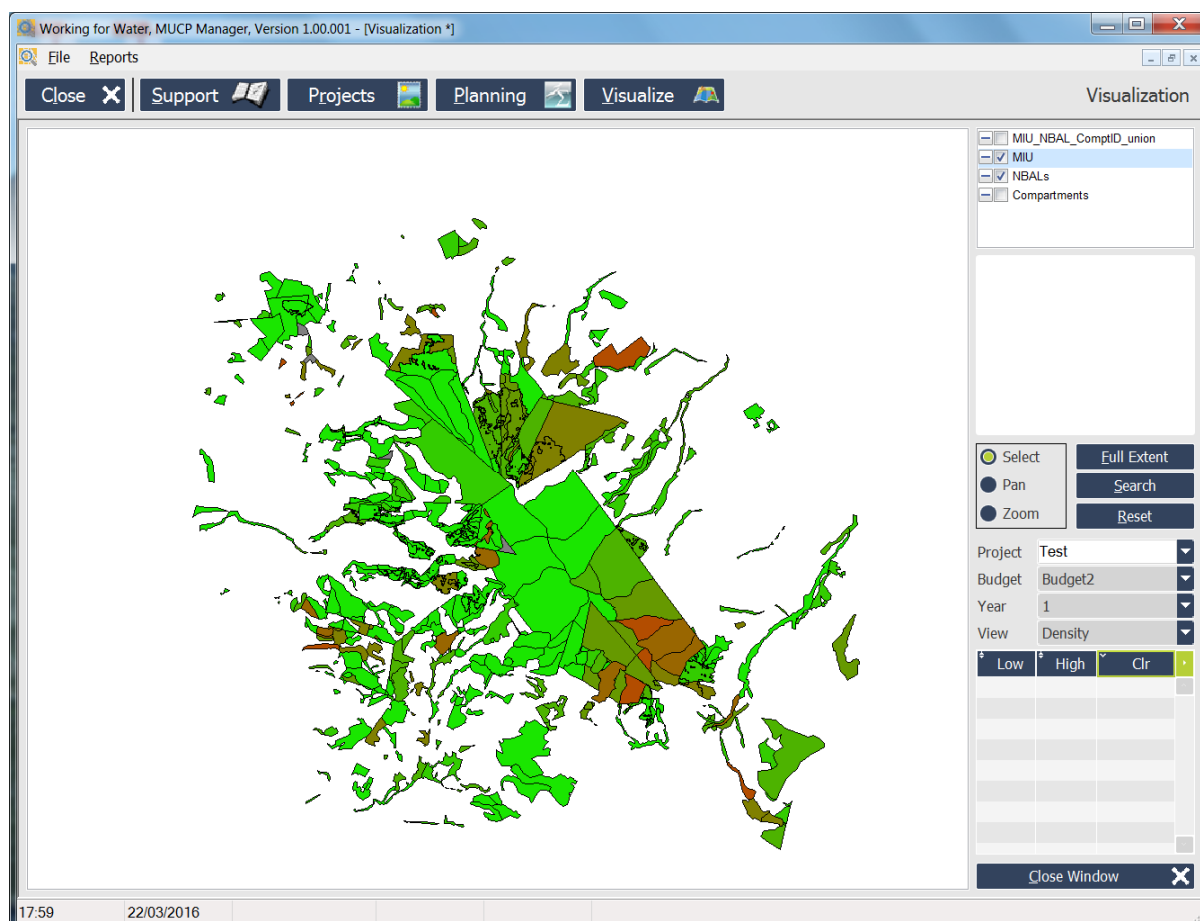 Working for Water, MUCP Manager, Version 1.00.001 - [Visualization *]
File Reports
Close Support Projects Planning Visualize Visualization
MIU_NBAL_ComptID_union
MIU
NBALs
Compartments
Select Full Extent
Pan Search
Zoom Reset
Project Test
Budget Budget2
Year 1
View Density
Low High Clr
Close Window
17:59 22/03/2016